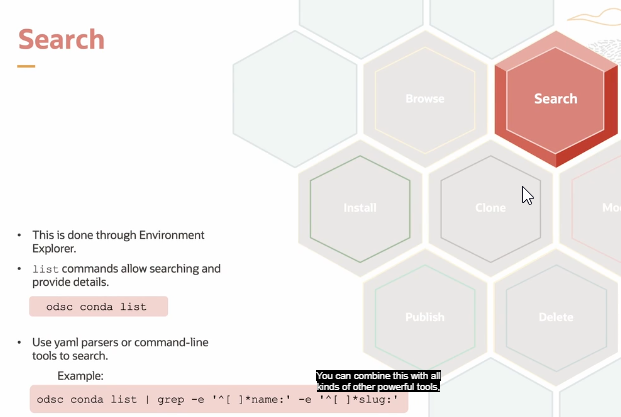 Search
Browse
Search
Install
Clone
Publish
Delete
• This is done through Environment
Explorer.
• list commands allow searching and
provide details.
odsc conda list
• Use yaml parsers or command-line
tools to search.
Example:
You can combine this with all
kinds of other powerful tools,
odsc conda list | grep -e '^[ ]*name:' -e '^[ ]*slug:'